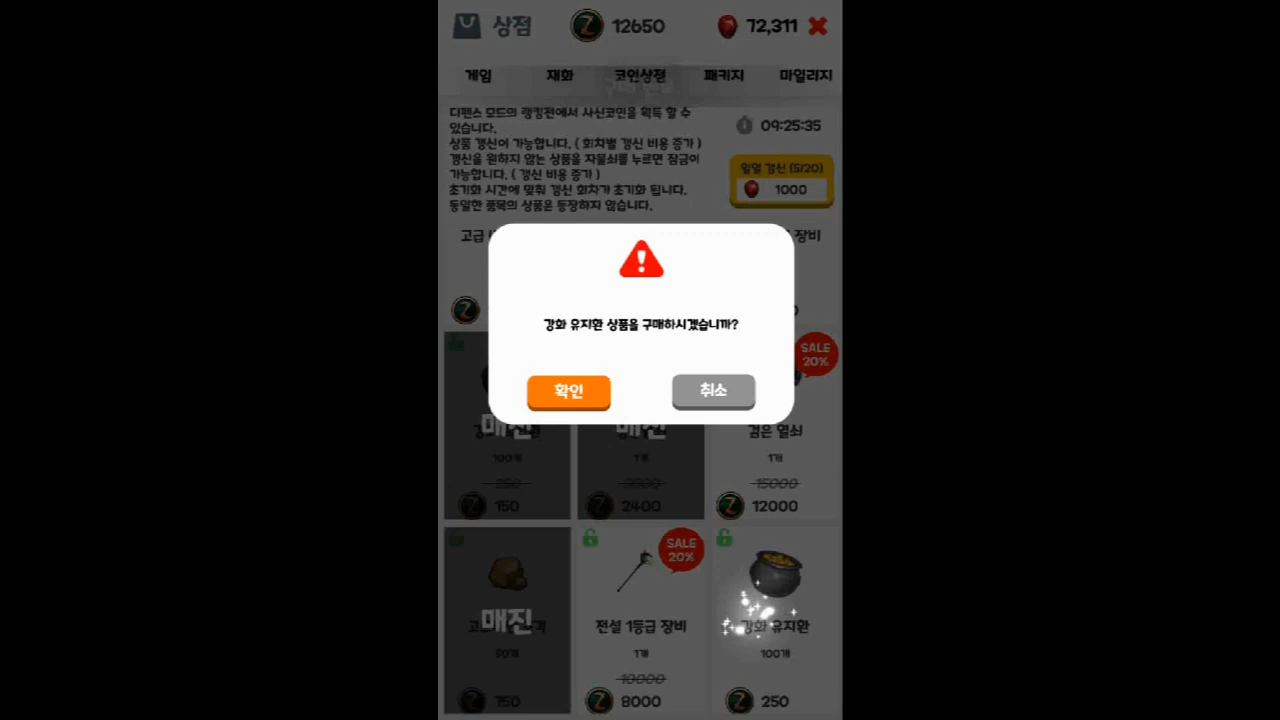 상점
12650
72,311
게임
재화
코인상점
패키지
마일리지
디펜스 모드의 랭킹전에서 사신코인을 획득 할 수
있습니다.
상품 갱신이 가능합니다. ( 회차별 갱신 비용 증가 )
갱신을 원하지 않는 상품을 자물쇠를 누르면 잠금이
가능합니다. ( 갱신 비용 증가 )
초기화 시간에 맞춰 갱신 회차가 초기화 됩니다.
동일한 품목의 상품은 등장하지 않습니다.
09:25:35
일일 갱신 (5/20)
1000
고급
장비
강화 유지환 상품을 구매하시겠습니까?
확인
취소
SALE
20%
매진
매진
검은 열쇠
100개
1개
1개
250
15000
150
2400
12000
SALE
20%
매진
전설 1등급 장비
강화 유지환
50개
1개
100개
10000
750
8000
250